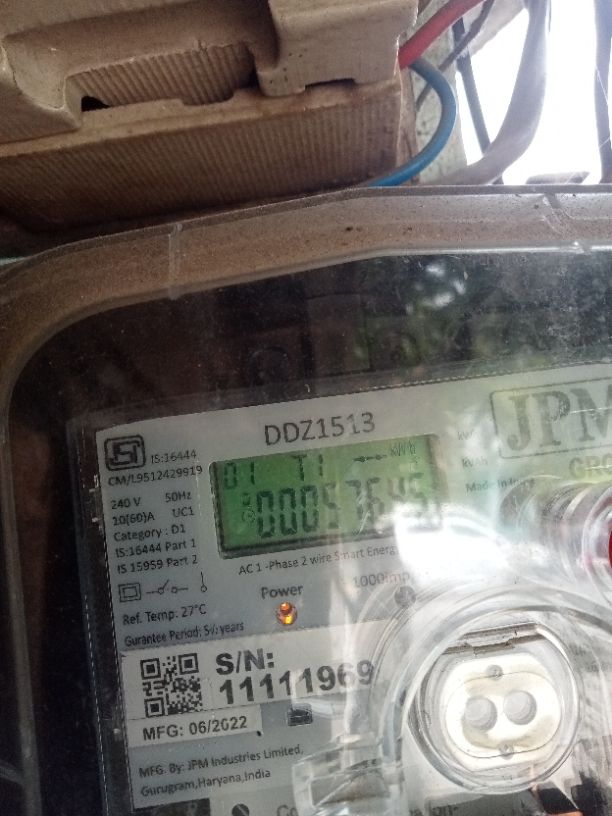 DDZ1513
JPM
IS:16444
CM/L9512429919
240 V 50Hz
10(60)A UC1
Category : D1
IS:16444 Part 1
IS 15959 Part 2
01 T1 kWh
kW
kVAh
Made in
AC 1 -Phase 2 wire Smart Energ
Power
1000imp
Ref. Temp: 27°C
Gurantee Period: 5½ years
S/N:
11111969
MFG: 06/2022
MFG. By: JPM Industries Limited,
Gurugram,Haryana,India